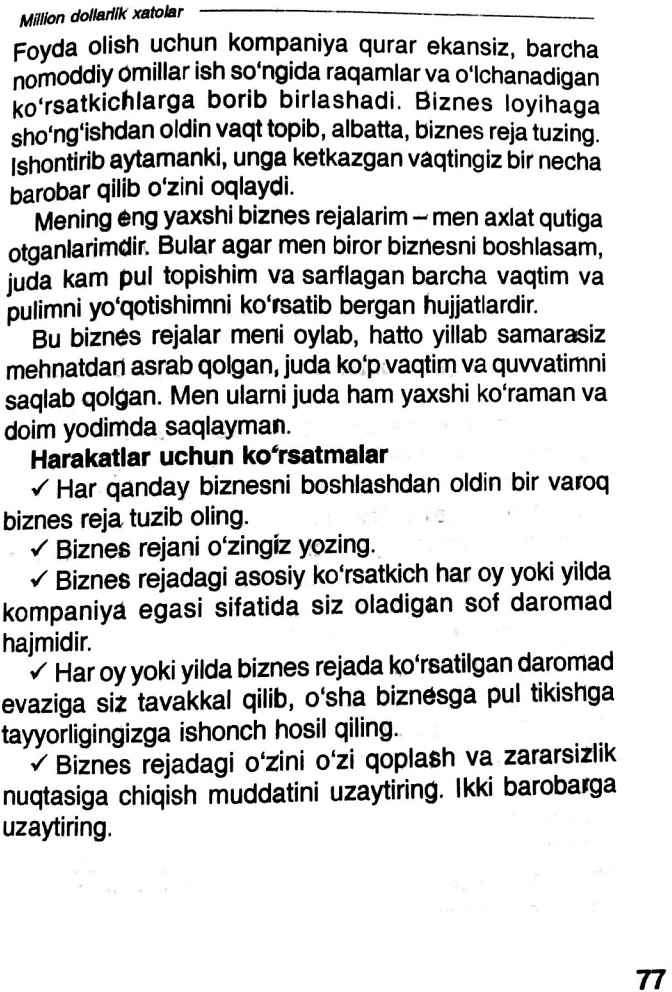 Million dollarlik xatolar
Foyda olish uchun kompaniya qurar ekansiz, barcha
nomoddiy omillar ish so‘ngida raqamlar va o‘lchanadigan
ko‘rsatkichlarga borib birlashadi. Biznes loyihaga
sho‘ng‘ishdan oldin vaqt topib, albatta, biznes reja tuzing.
Ishontirib aytamanki, unga ketkazgan vaqtingiz bir necha
barobar qilib o‘zini oqlaydi.
Mening eng yaxshi biznes rejalarim – men axlat qutiga
otganlarimdir. Bular agar men biror biznesni boshlasam,
juda kam pul topishim va sarflagan barcha vaqtim va
pulimni yo‘qotishimni ko‘rsatib bergan hujjatlardir.
Bu biznes rejalar meni oylab, hatto yillab samarasiz
mehnatdan asrab qolgan, juda ko‘p vaqtim va quvvatimni
saqlab qolgan. Men ularni juda ham yaxshi ko‘raman va
doim yodimda saqlayman.
Harakatlar uchun ko‘rsatmalar
✓ Har qanday biznesni boshlashdan oldin bir varoq
biznes reja tuzib oling.
✓ Biznes rejani o‘zingiz yozing.
✓ Biznes rejadagi asosiy ko‘rsatkich har oy yoki yilda
kompaniya egasi sifatida siz oladigan sof daromad
hajmidir.
✓ Har oy yoki yilda biznes rejada ko‘rsatilgan daromad
evaziga siz tavakkal qilib, o‘sha biznesga pul tikishga
tayyorligingizga ishonch hosil qiling.
✓ Biznes rejadagi o‘zini o‘zi qoplash va zararsizlik
nuqtasiga chiqish muddatini uzaytiring. Ikki barobarga
uzaytiring.
77